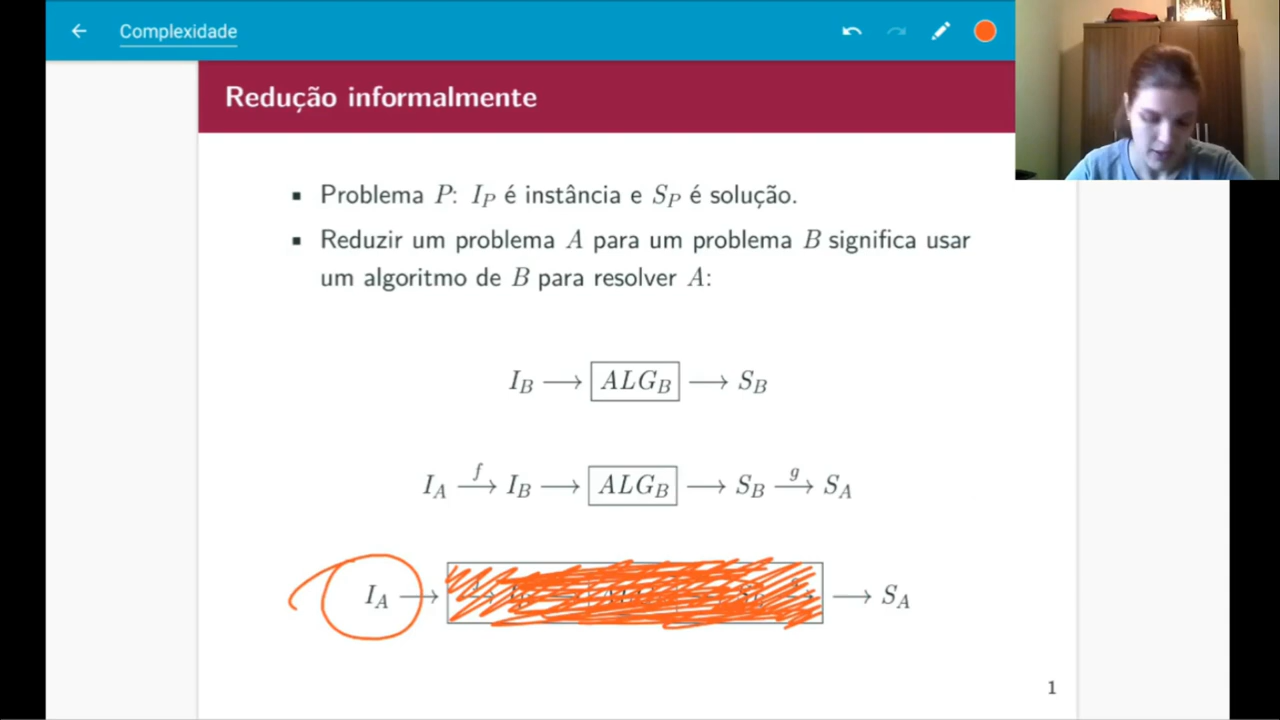 Complexidade
Redução informalmente
▪ Problema P: I_P é instância e S_P é solução.
▪ Reduzir um problema A para um problema B significa usar
um algoritmo de B para resolver A:
I_B ⟶ ALG_B ⟶ S_B
I_A ⟶ f I_B ⟶ ALG_B ⟶ S_B ⟶ g S_A
I_A ⟶ ⟶ S_A
1